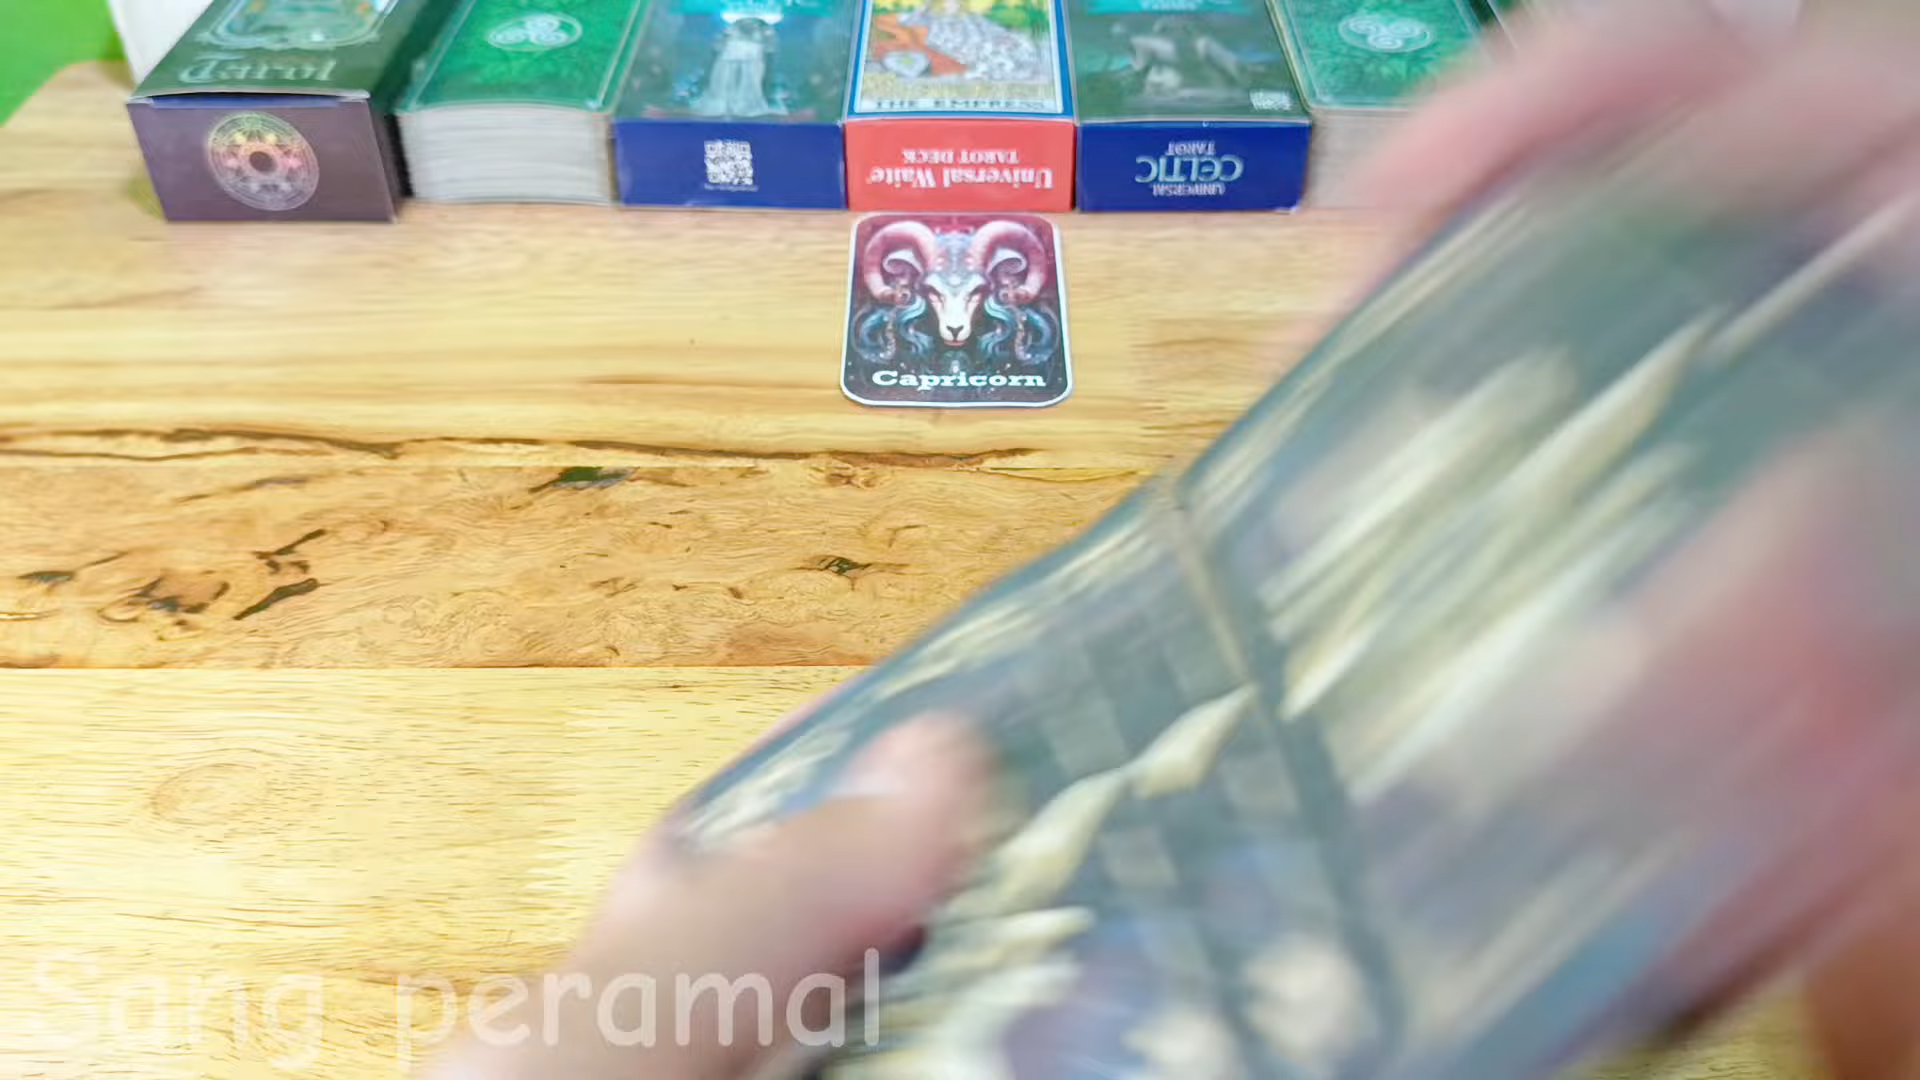 Tarot
THE EMPRESS
Universal Waite®
TAROT DECK
UNIVERSAL
CELTIC
TAROT
Capricorn
Sang peramal